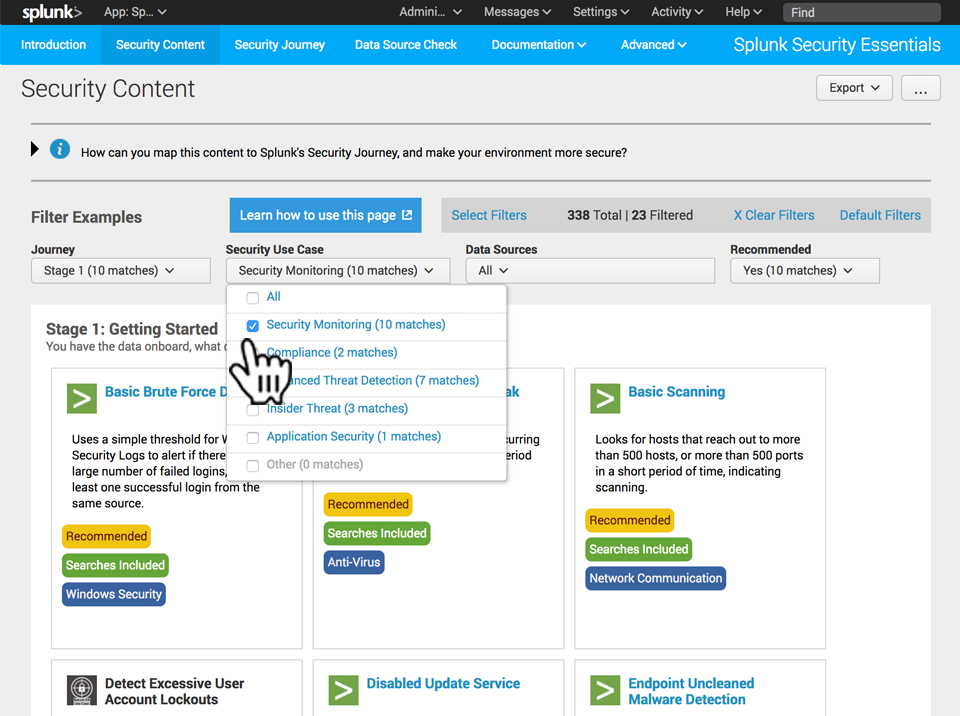 splunk>
App: Sp...
Admini...
Messages
Settings
Activity
Help
Find
Introduction
Security Content
Security Journey
Data Source Check
Documentation
Advanced
Splunk Security Essentials
Security Content
Export
...
How can you map this content to Splunk's Security Journey, and make your environment more secure?
Filter Examples
Learn how to use this page
Select Filters
338 Total | 23 Filtered
X Clear Filters
Default Filters
Journey
Security Use Case
Data Sources
Recommended
Stage 1 (10 matches)
Security Monitoring (10 matches)
All
Yes (10 matches)
All
Security Monitoring (10 matches)
Compliance (2 matches)
anced Threat Detection (7 matches)
Insider Threat (3 matches)
Application Security (1 matches)
Other (0 matches)
Stage 1: Getting Started
You have the data onboard, what
Basic Brute Force D
Uses a simple threshold for W
Security Logs to alert if there
large number of failed logins,
least one successful login from the
same source.
Recommended
Searches Included
Windows Security
ak
curring
eriod
Recommended
Searches Included
Anti-Virus
Basic Scanning
Looks for hosts that reach out to more
than 500 hosts, or more than 500 ports
in a short period of time, indicating
scanning.
Recommended
Searches Included
Network Communication
Detect Excessive User
Account Lockouts
Disabled Update Service
Endpoint Uncleaned
Malware Detection